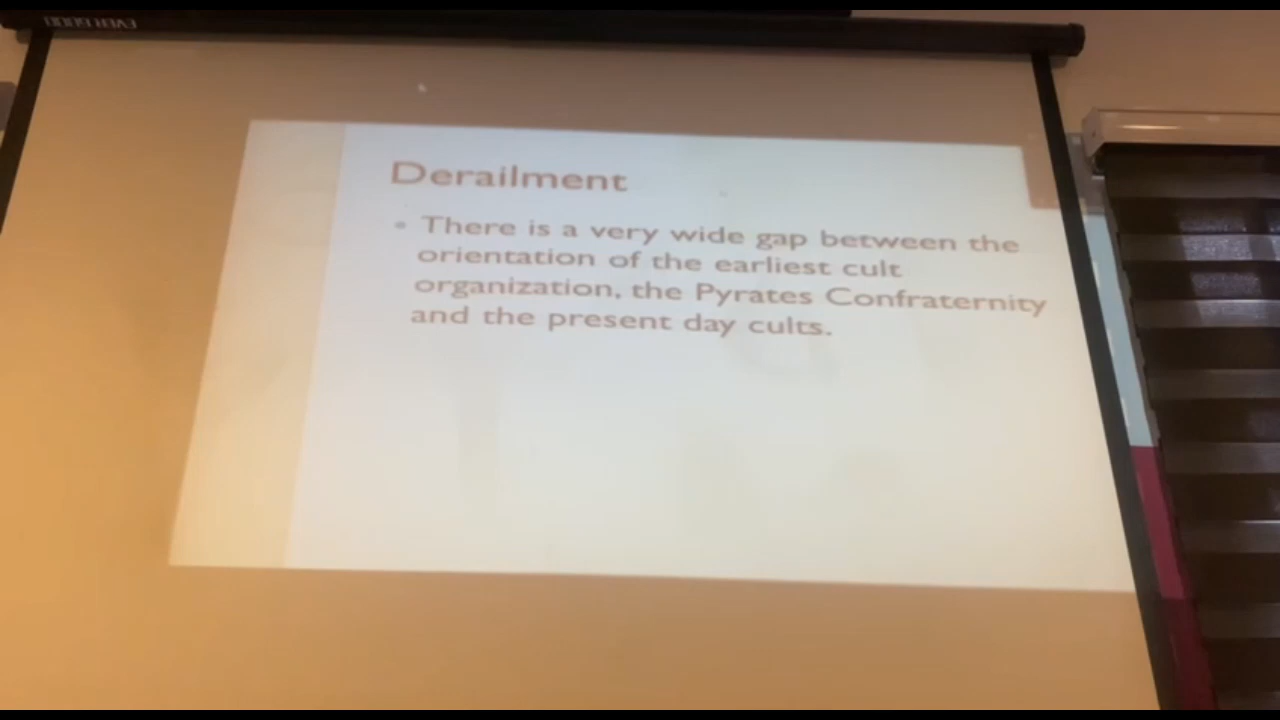 EVERGOOD
Derailment
• There is a very wide gap between the
orientation of the earliest cult
organization, the Pyrates Confraternity
and the present day cults.